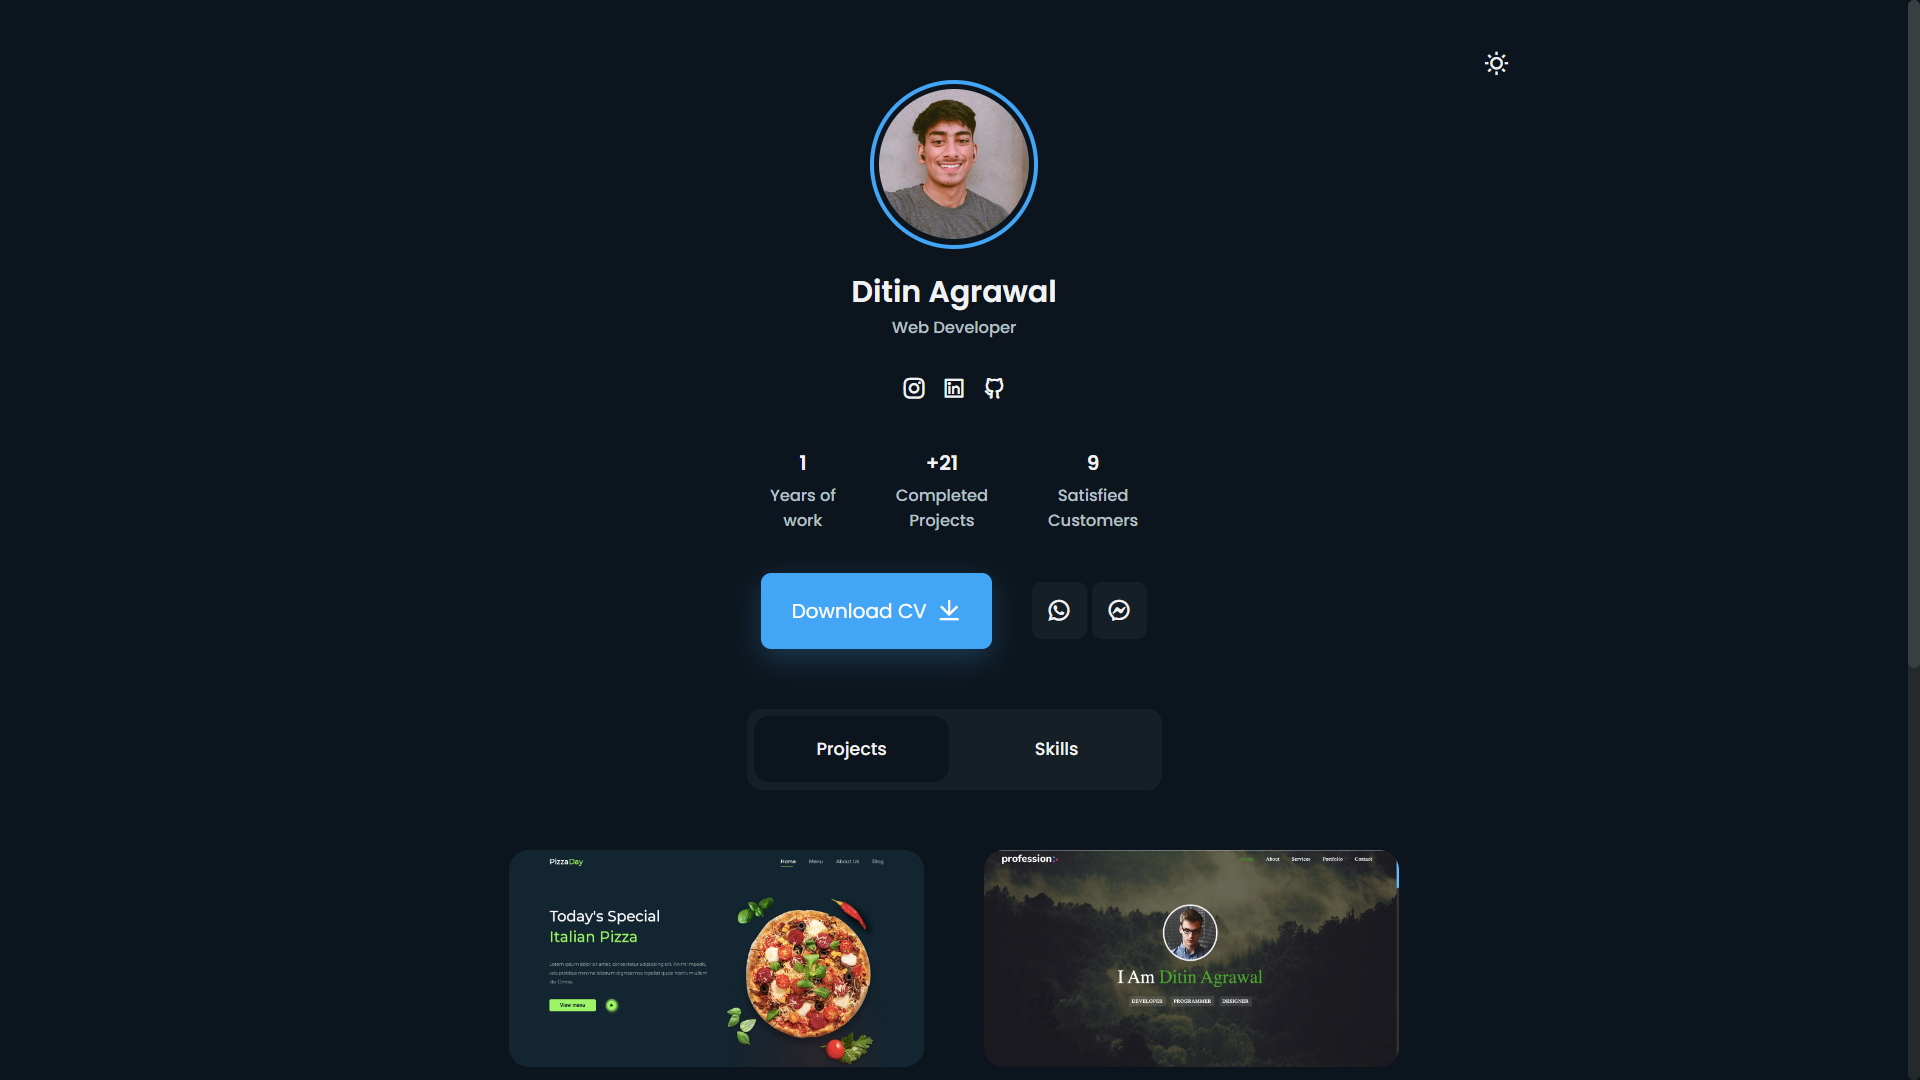 Ditin Agrawal
Web Developer
1
Years of
work
+21
Completed
Projects
9
Satisfied
Customers
Download CV
Projects
Skills
PizzaDay
Home Menu About Us Blog
Today's Special
Italian Pizza
View menu
profession
Home About Services Portfolio Contact
I Am Ditin Agrawal
DEVELOPER PROGRAMMER DESIGNER